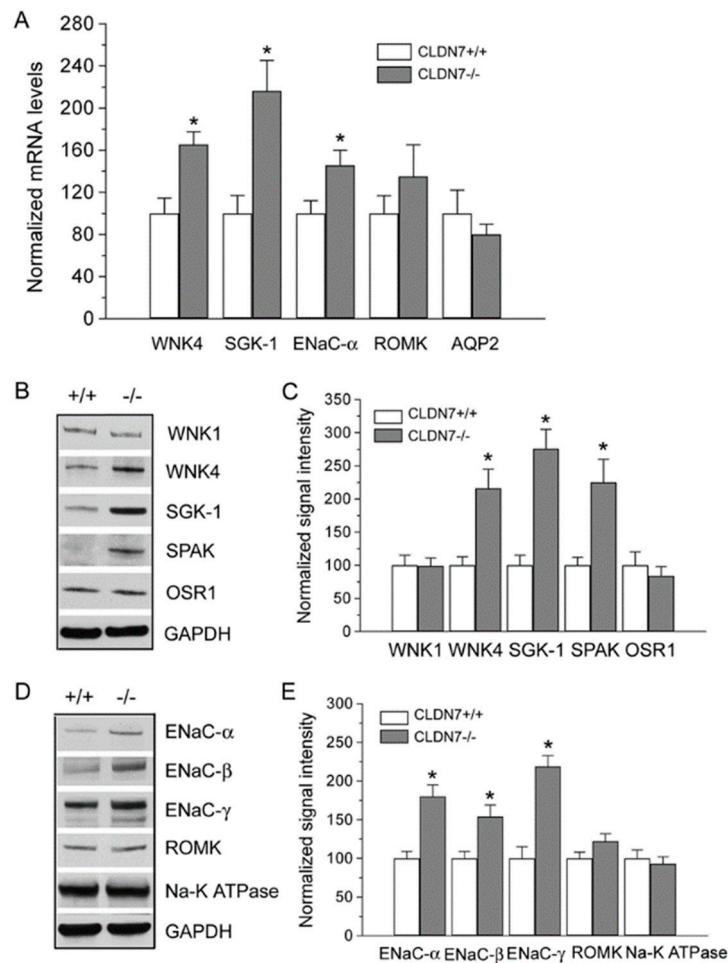 A
Normalized mRNA levels
280
240
200
160
120
80
40
0
CLDN7+/+
CLDN7-/-
*
*
*
WNK4 SGK-1 ENaC-α ROMK AQP2
B
+/+ -/-
WNK1
WNK4
SGK-1
SPAK
OSR1
GAPDH
C
Normalized signal intensity
350
300
250
200
150
100
50
0
CLDN7+/+
CLDN7-/-
*
*
*
WNK1 WNK4 SGK-1 SPAK OSR1
D
+/+ -/-
ENaC-α
ENaC-β
ENaC-γ
ROMK
Na-K ATPase
GAPDH
E
Normalized signal intensity
300
250
200
150
100
50
0
CLDN7+/+
CLDN7-/-
*
*
*
ENaC-α ENaC-β ENaC-γ ROMK Na-K ATPase